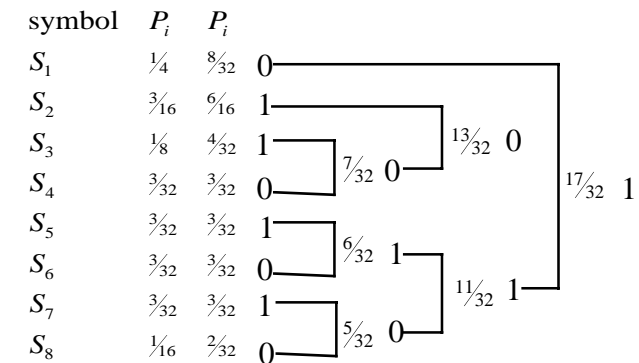 symbol P_i P_i
S_1 1/4 8/32 0
S_2 3/16 6/16 1
S_3 1/8 4/32 1
7/32 0
13/32 0
S_4 3/32 3/32 0
17/32 1
S_5 3/32 3/32 1
6/32 1
S_6 3/32 3/32 0
11/32 1
S_7 3/32 3/32 1
5/32 0
S_8 1/16 2/32 0